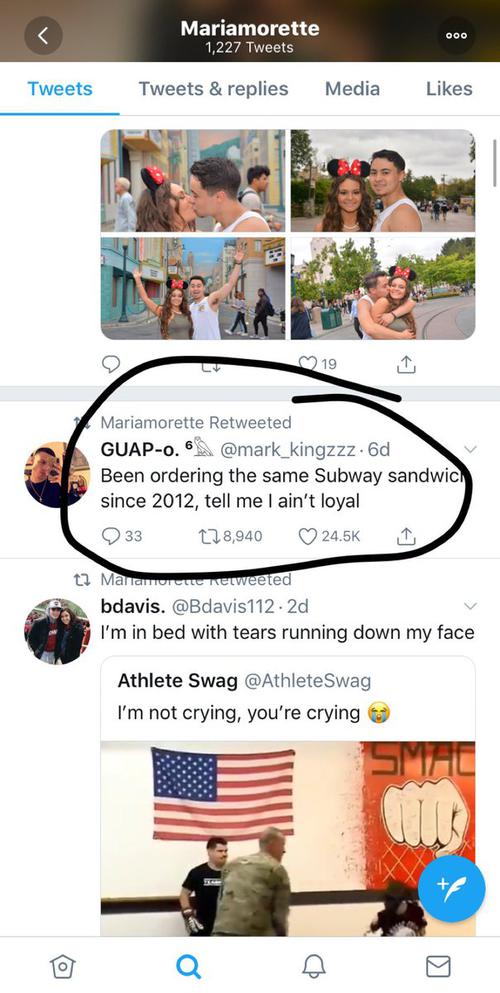 Mariamorette
1,227 Tweets
Tweets Tweets & replies Media Likes
19
Mariamorette Retweeted
GUAP-o. ⁶ @mark_kingzzz · 6d
Been ordering the same Subway sandwich
since 2012, tell me I ain’t loyal
33 8,940 24.5K
Mariamorette Retweeted
bdavis. @Bdavis112 · 2d
I’m in bed with tears running down my face
Athlete Swag @AthleteSwag
I’m not crying, you’re crying 😭
SMAC